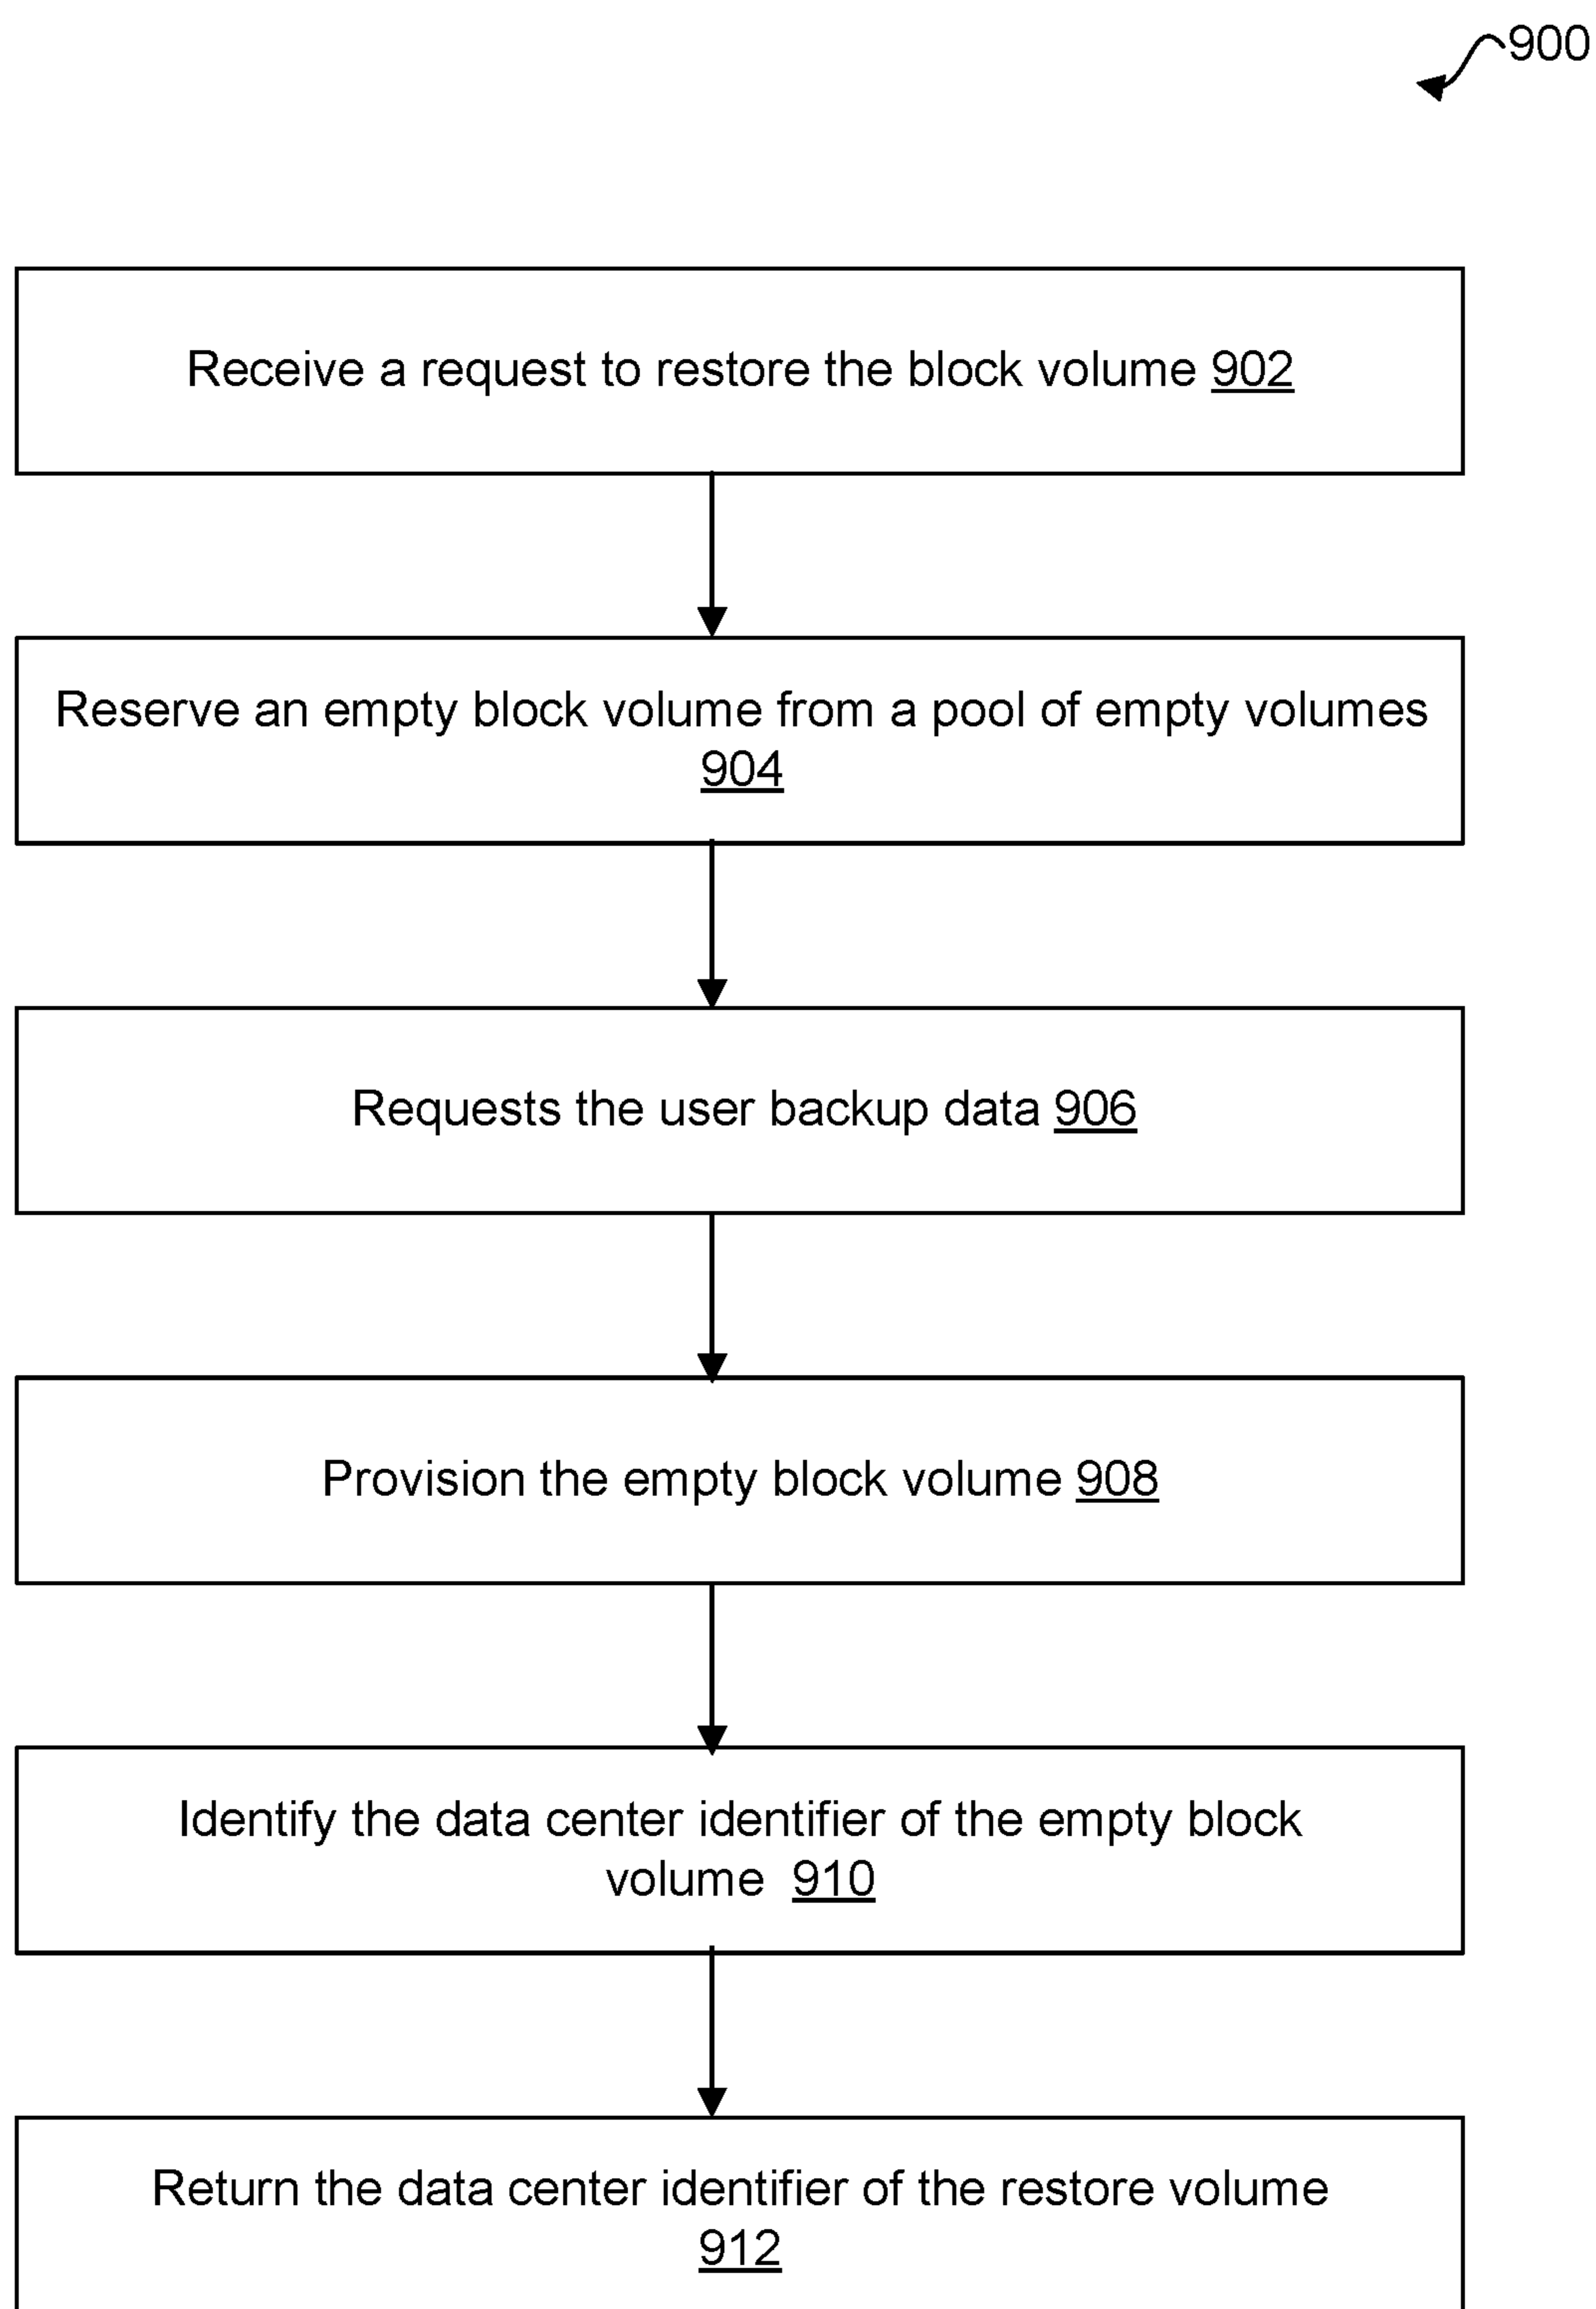 900
Receive a request to restore the block volume 902
Reserve an empty block volume from a pool of empty volumes
904
Requests the user backup data 906
Provision the empty block volume 908
Identify the data center identifier of the empty block
volume 910
Return the data center identifier of the restore volume
912